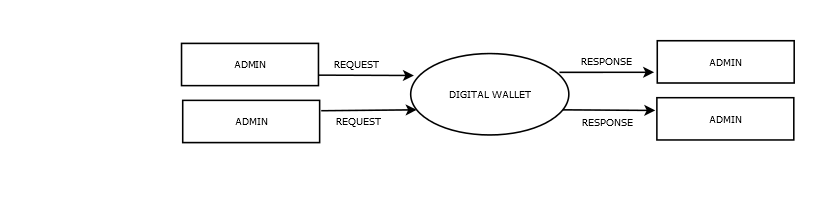 ADMIN
REQUEST
RESPONSE
ADMIN
DIGITAL WALLET
ADMIN
REQUEST
RESPONSE
ADMIN